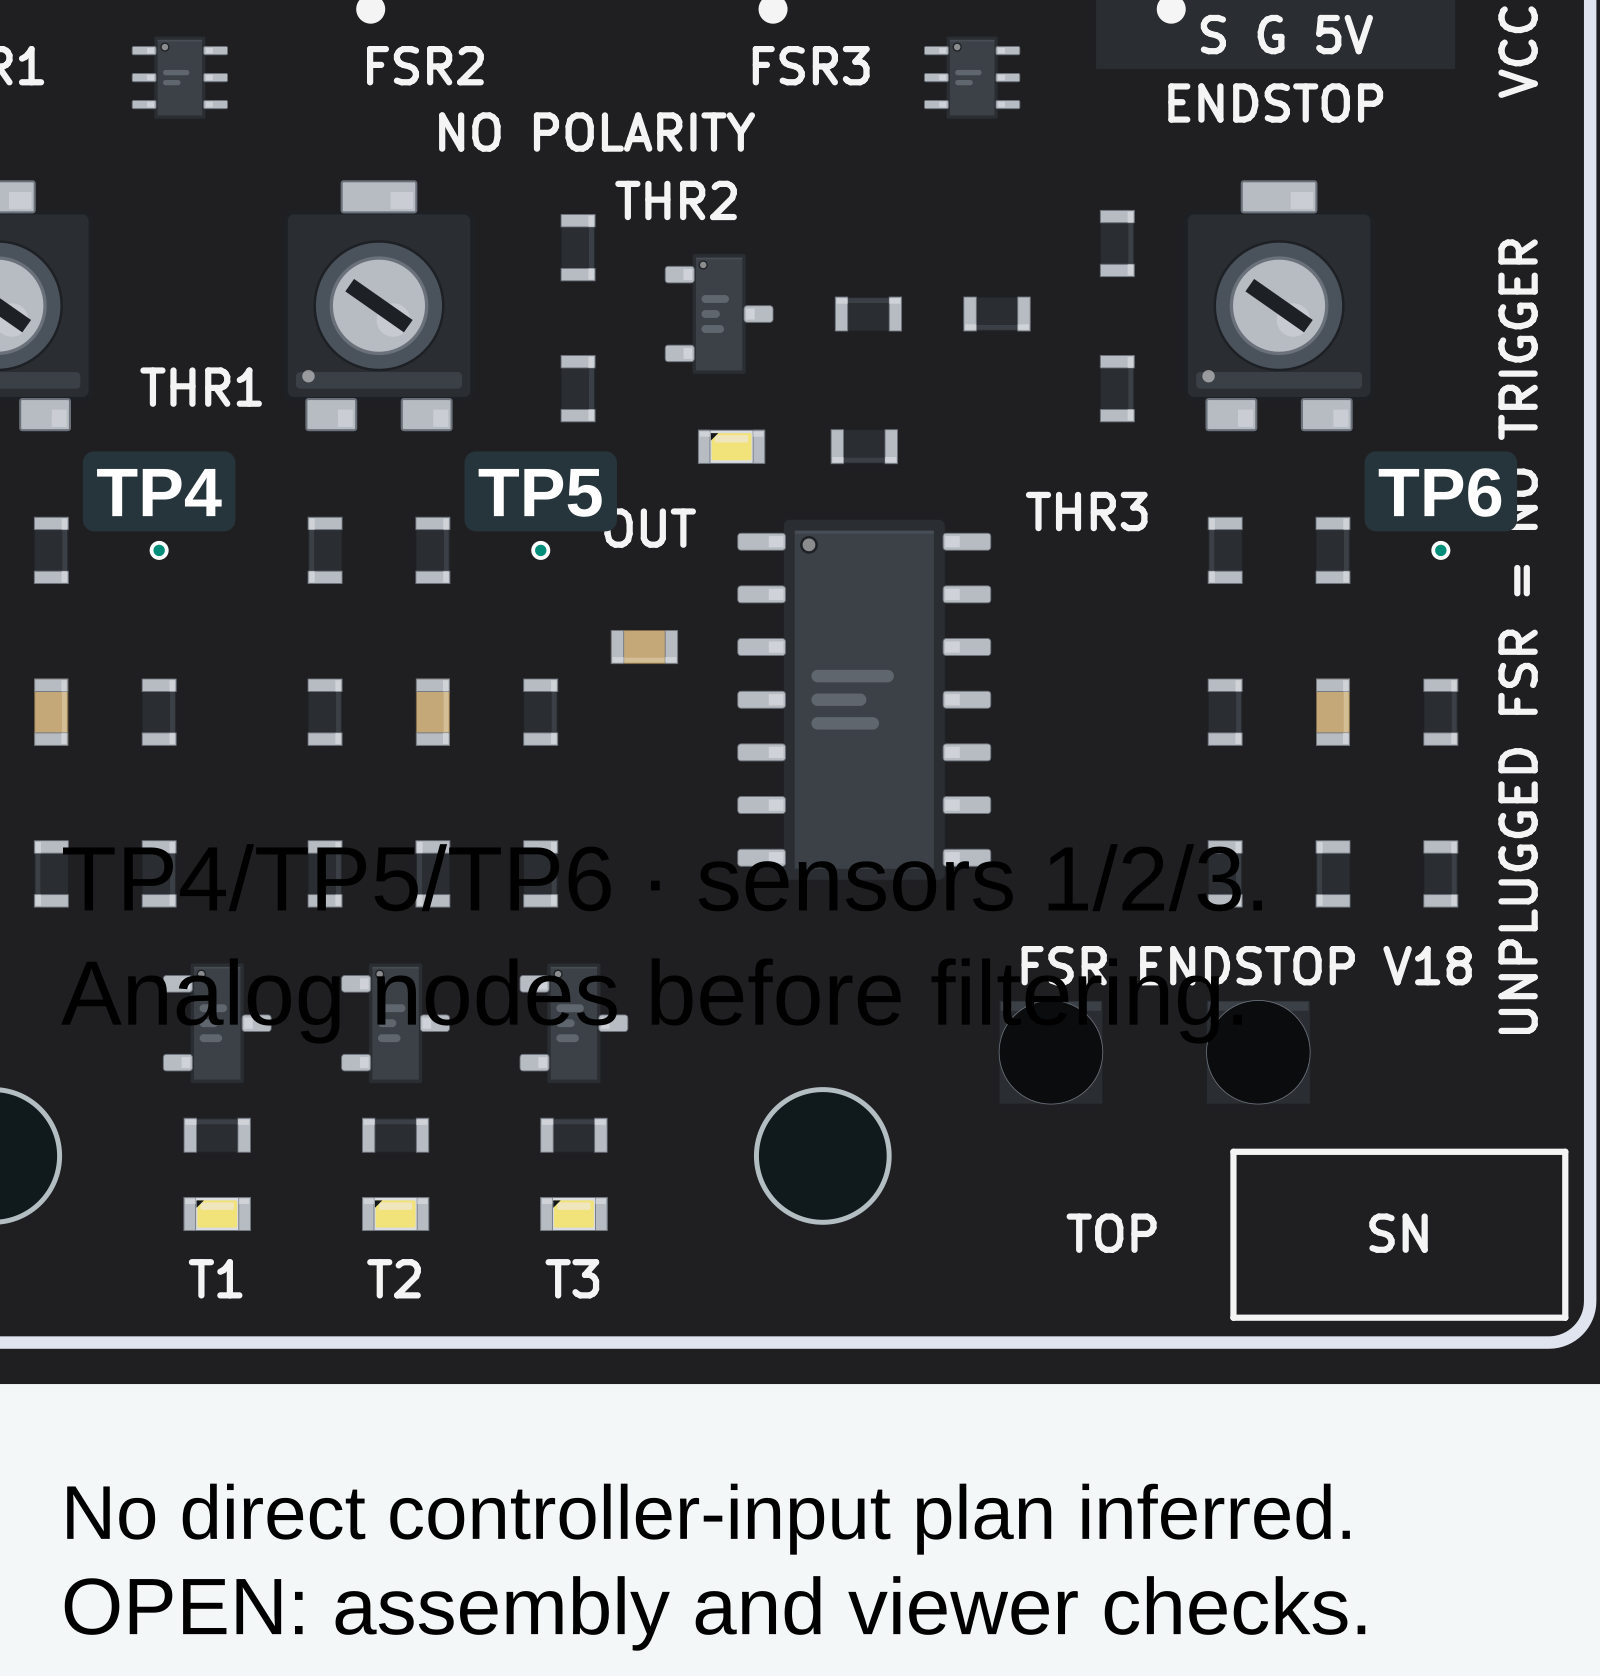 R1
FSR2
FSR3
S G 5V
ENDSTOP
VCC
NO POLARITY
THR2
THR1
UNPLUGGED FSR = NO TRIGGER
TP4
TP5
TP6
OUT
THR3
TP4/TP5/TP6 · sensors 1/2/3.
Analog nodes before filtering.
FSR ENDSTOP V18
TOP
SN
T1
T2
T3
No direct controller-input plan inferred.
OPEN: assembly and viewer checks.